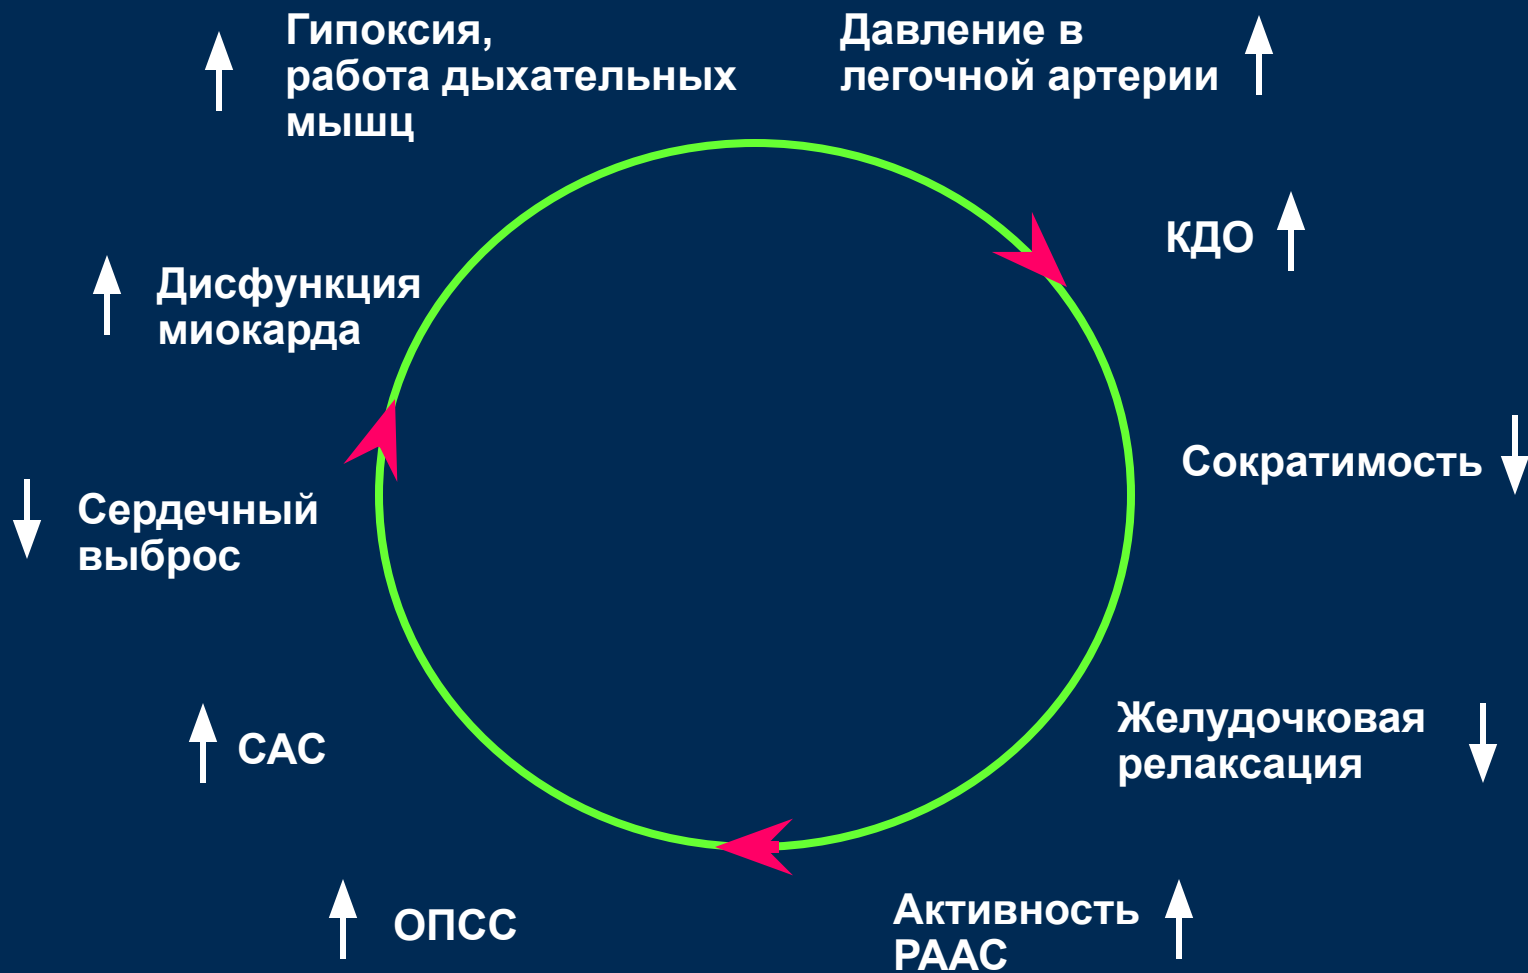 Гипоксия,
работа дыхательных
мышц
Давление в
легочной артерии
КДО
Сократимость
Желудочковая
релаксация
Активность
РААС
ОПСС
САС
Сердечный
выброс
Дисфункция
миокарда